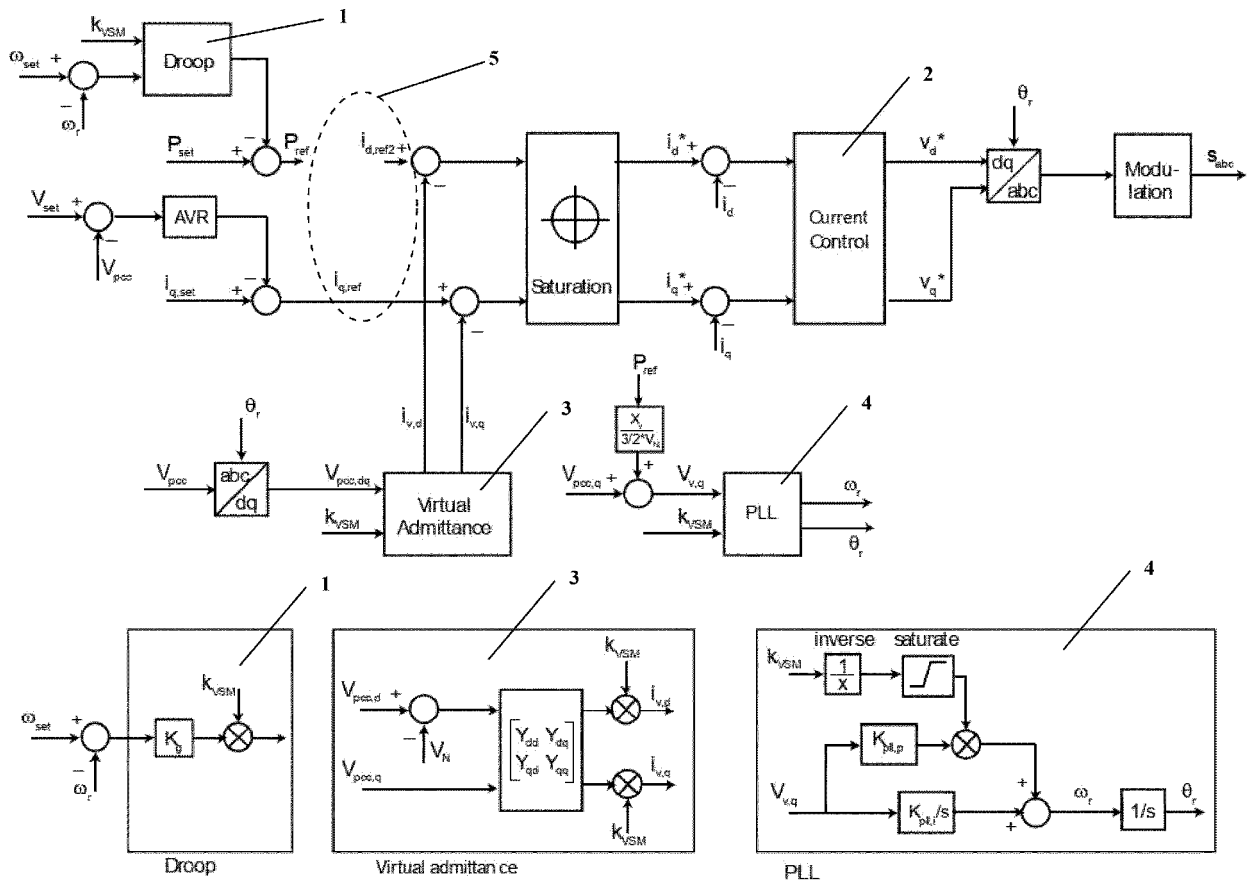 k_VSM
1
ω_set + Droop
− ω_r
5
2
θ_r
P_set + − P_ref i_d,ref2 + − i_d* + − i_d v_d* dq abc Modu-lation s_abc
V_set + − AVR
V_pcc
Saturation
Current Control
i_q,set + − i_q,ref + − i_q* + − i_q v_q*
P_ref
X_v
3/2*V_N
θ_r i_v,d i_v,q 3 4
V_pcc abc dq V_pcc,dq Virtual Admittance
k_VSM
V_pcc,q + + V_v,q PLL ω_r
k_VSM θ_r
1
k_VSM
ω_set + − ω_r K_g
Droop
3
k_VSM
V_pcc,d + − V_N i_v,d
Y_dd Y_dq
Y_qd Y_qq
V_pcc,q i_v,q
k_VSM
Virtual admittance
4
inverse saturate
k_VSM 1 x
K_pll,p
V_v,q K_pll,i/s + + ω_r 1/s θ_r
PLL